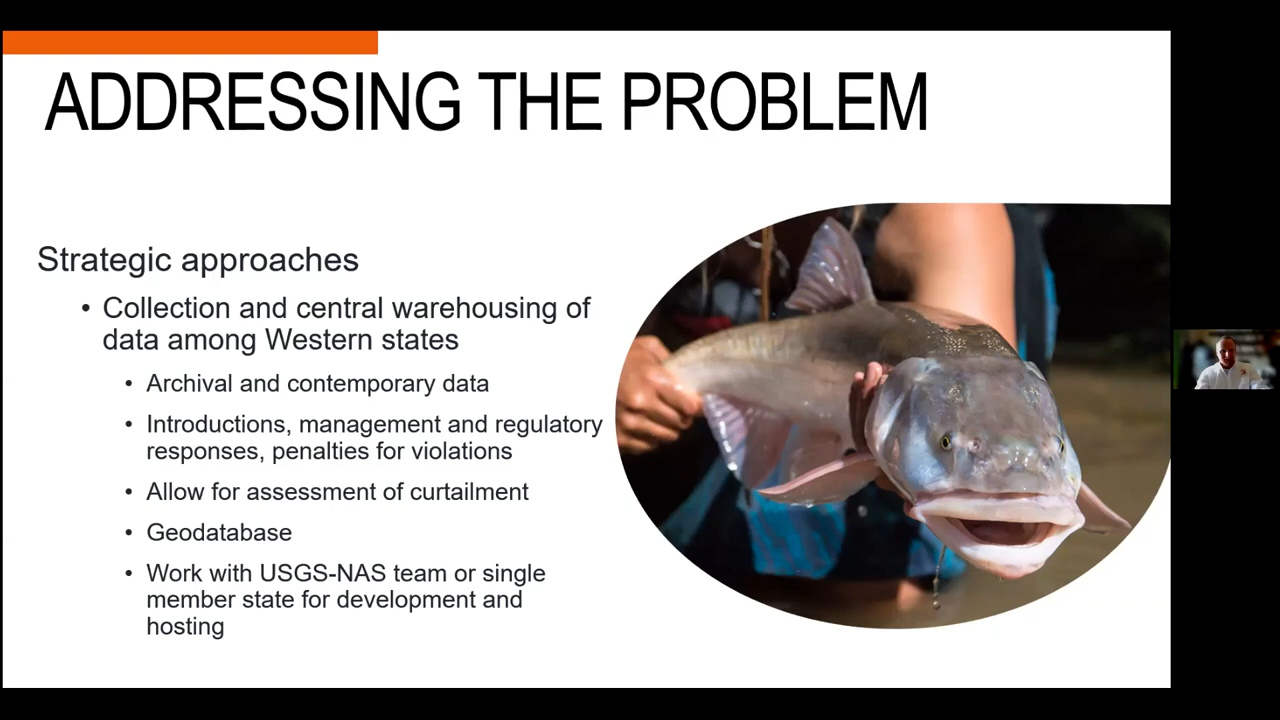 ADDRESSING THE PROBLEM
Strategic approaches
• Collection and central warehousing of
data among Western states
• Archival and contemporary data
• Introductions, management and regulatory
responses, penalties for violations
• Allow for assessment of curtailment
• Geodatabase
• Work with USGS-NAS team or single
member state for development and
hosting